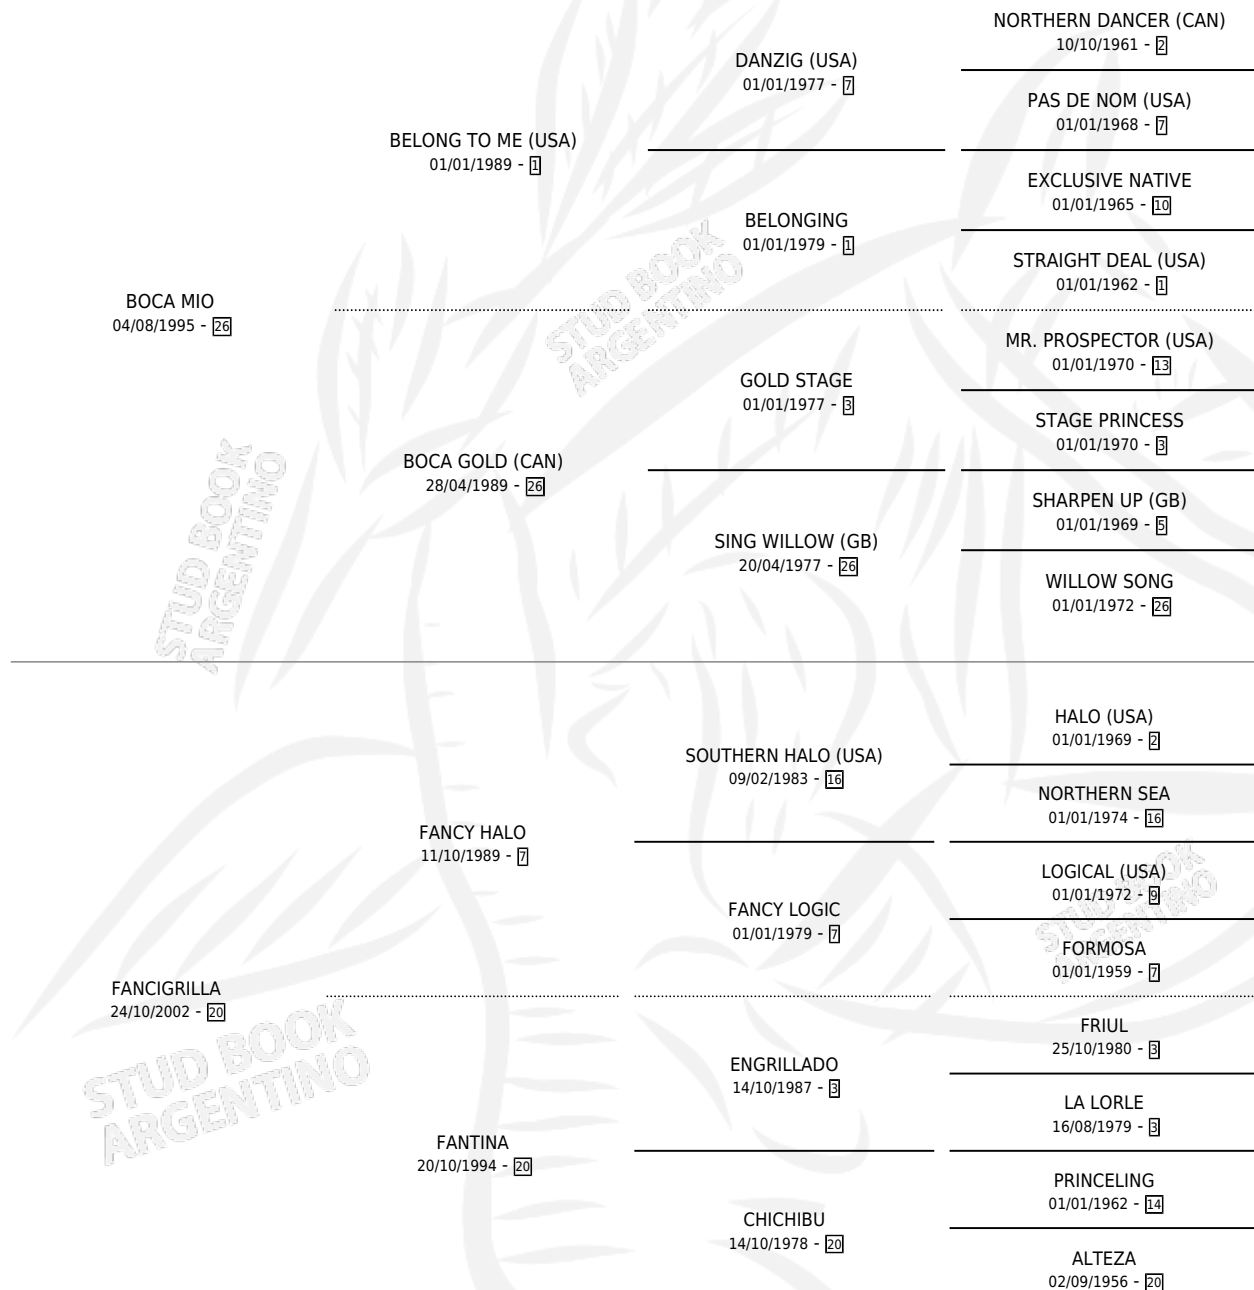 NORTHERN DANCER (CAN)
10/10/1961 - 2
DANZIG (USA)
01/01/1977 - 7
PAS DE NOM (USA)
01/01/1968 - 7
BELONG TO ME (USA)
01/01/1989 - 1
EXCLUSIVE NATIVE
01/01/1965 - 10
BELONGING
01/01/1979 - 1
STRAIGHT DEAL (USA)
01/01/1962 - 1
BOCA MIO
04/08/1995 - 26
MR. PROSPECTOR (USA)
01/01/1970 - 13
GOLD STAGE
01/01/1977 - 3
STAGE PRINCESS
01/01/1970 - 3
BOCA GOLD (CAN)
28/04/1989 - 26
SHARPEN UP (GB)
01/01/1969 - 5
SING WILLOW (GB)
20/04/1977 - 26
WILLOW SONG
01/01/1972 - 26
HALO (USA)
01/01/1969 - 2
SOUTHERN HALO (USA)
09/02/1983 - 16
NORTHERN SEA
01/01/1974 - 16
FANCY HALO
11/10/1989 - 7
LOGICAL (USA)
01/01/1972 - 9
FANCY LOGIC
01/01/1979 - 7
FORMOSA
01/01/1959 - 7
FANCIGRILLA
24/10/2002 - 20
FRIUL
25/10/1980 - 3
ENGRILLADO
14/10/1987 - 3
LA LORLE
16/08/1979 - 3
FANTINA
20/10/1994 - 20
PRINCELING
01/01/1962 - 14
CHICHIBU
14/10/1978 - 20
ALTEZA
02/09/1956 - 20
STUD BOOK
ARGENTINO
STUD BOOK
ARGENTINO
STUD BOOK
ARGENTINO
STUD BOOK
ARGENTINO